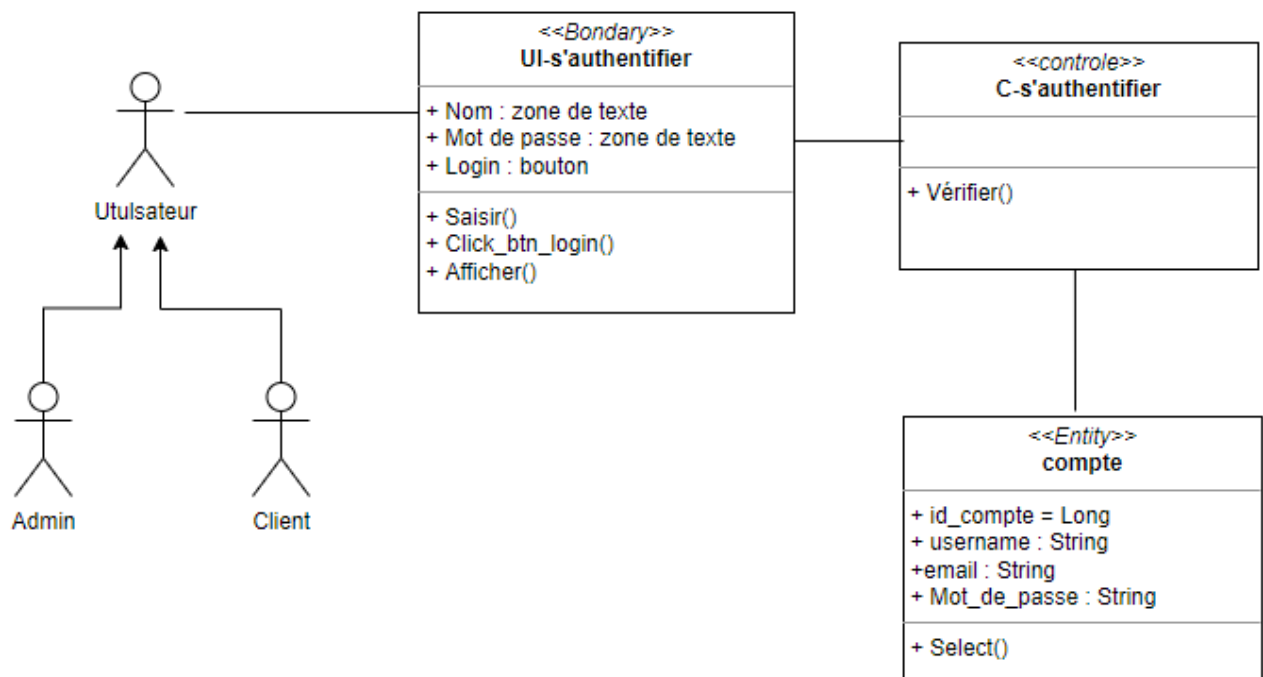 <<Bondary>>
UI-s'authentifier
+ Nom : zone de texte
+ Mot de passe : zone de texte
+ Login : bouton
+ Saisir()
+ Click_btn_login()
+ Afficher()
<<controle>>
C-s'authentifier
+ Vérifier()
Utulsateur
Admin
Client
<<Entity>>
compte
+ id_compte = Long
+ username : String
+email : String
+ Mot_de_passe : String
+ Select()